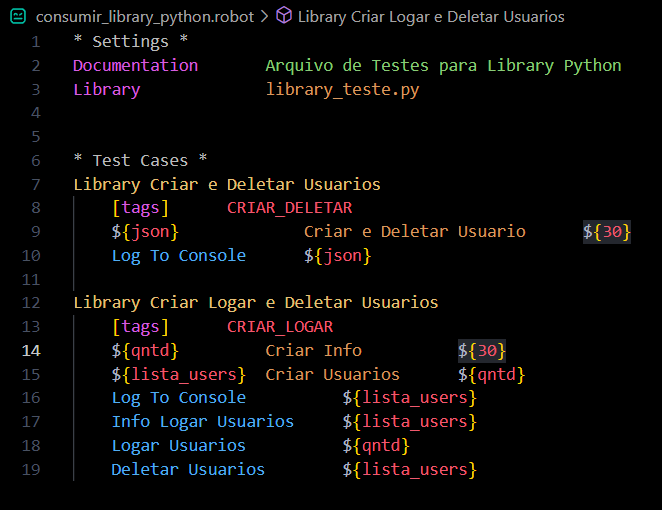 consumir_library_python.robot > Library Criar Logar e Deletar Usuarios
1 * Settings *
2 Documentation Arquivo de Testes para Library Python
3 Library library_teste.py
4
5
6 * Test Cases *
7 Library Criar e Deletar Usuarios
8 [tags] CRIAR_DELETAR
9 ${json} Criar e Deletar Usuario ${30}
10 Log To Console ${json}
11
12 Library Criar Logar e Deletar Usuarios
13 [tags] CRIAR_LOGAR
14 ${qntd} Criar Info ${30}
15 ${lista_users} Criar Usuarios ${qntd}
16 Log To Console ${lista_users}
17 Info Logar Usuarios ${lista_users}
18 Logar Usuarios ${qntd}
19 Deletar Usuarios ${lista_users}